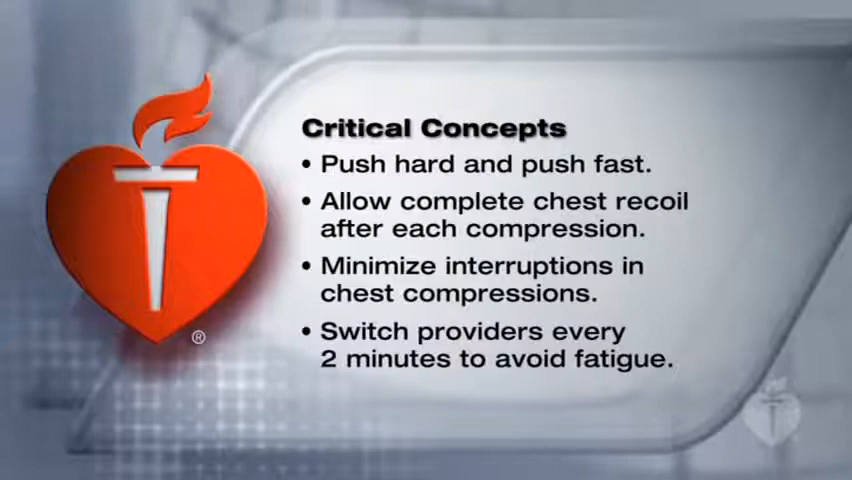 Critical Concepts
• Push hard and push fast.
• Allow complete chest recoil
after each compression.
• Minimize interruptions in
chest compressions.
• Switch providers every
2 minutes to avoid fatigue.
®